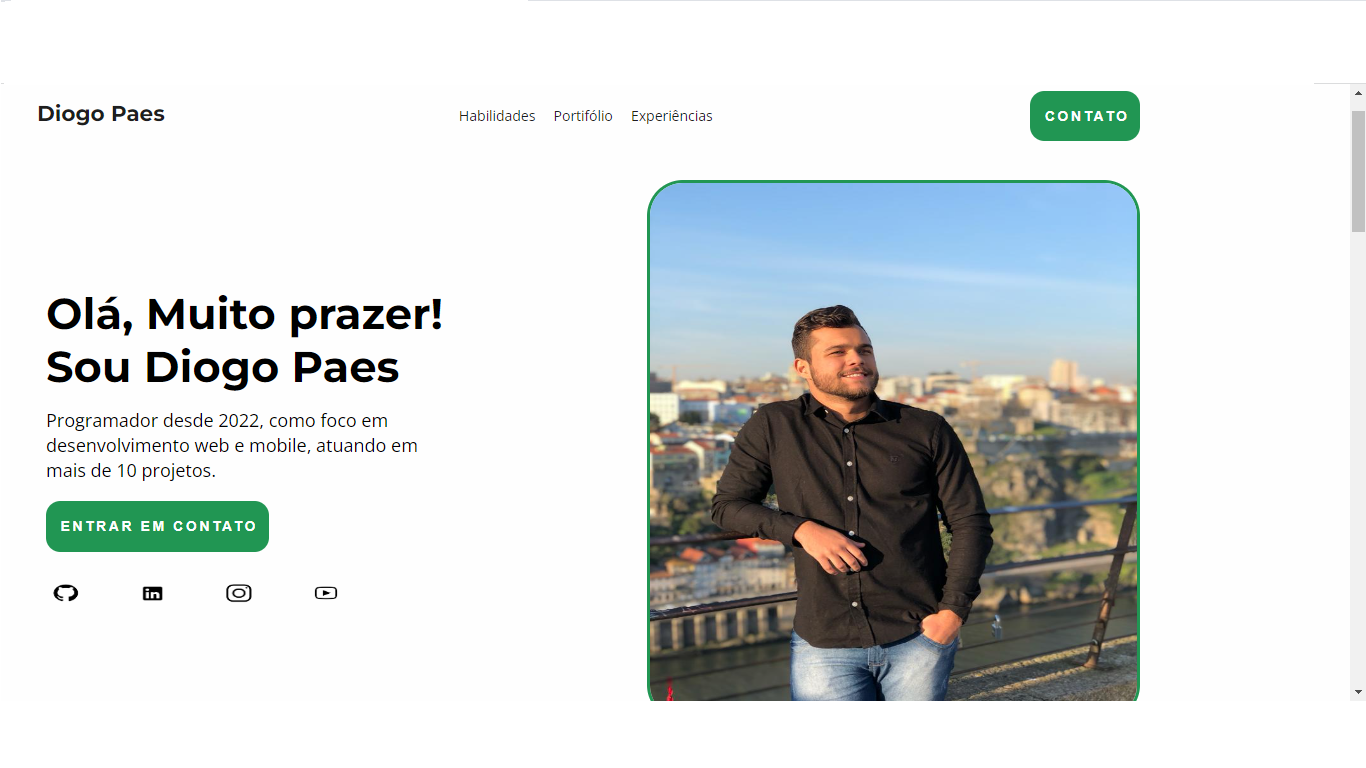 Diogo Paes
Habilidades Portifólio Experiências
CONTATO
Olá, Muito prazer!
Sou Diogo Paes
Programador desde 2022, como foco em
desenvolvimento web e mobile, atuando em
mais de 10 projetos.
ENTRAR EM CONTATO
in